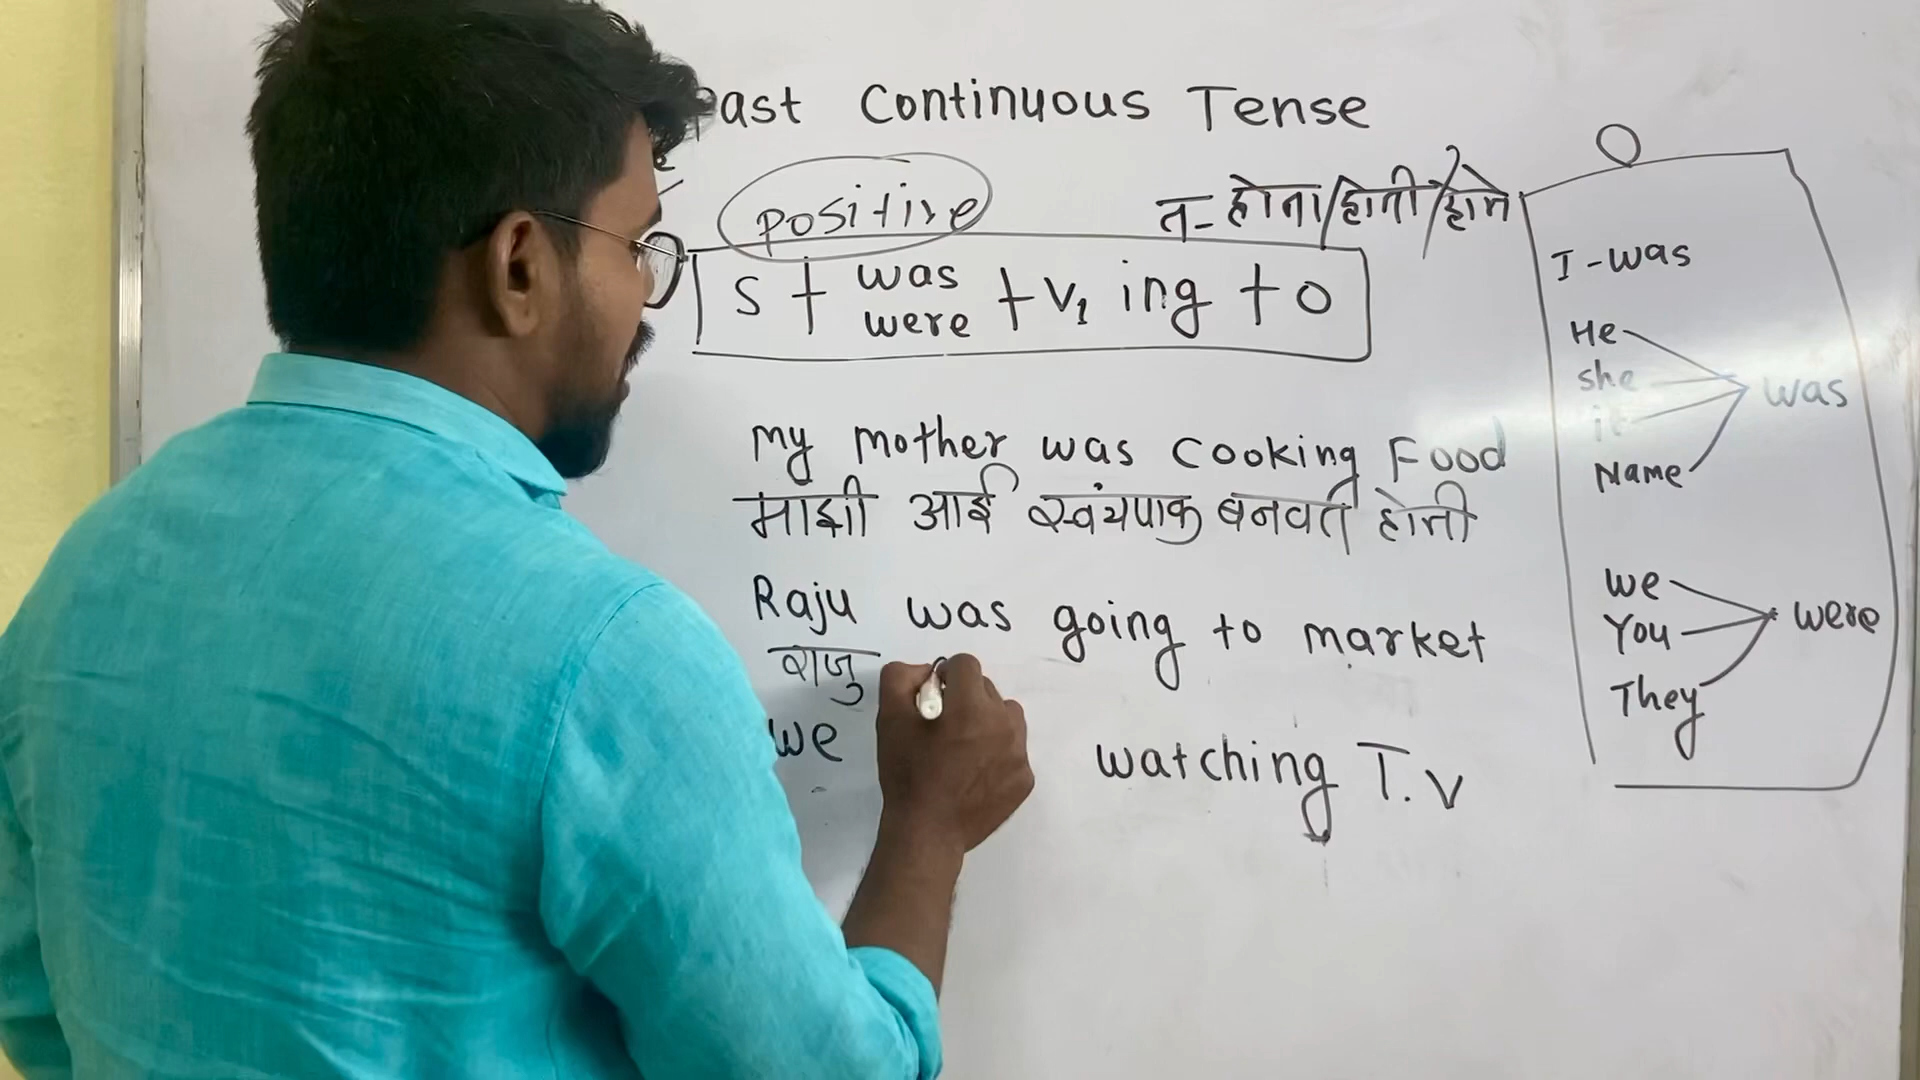 Past Continuous Tense
positive
त- होता/होती/होते
S + was were + V1 ing + O
My mother was cooking Food
माझी आई स्वंयपाक बनवत होती
Raju was going to market
राजु
we watching T.V
I - was
He
she
it
Name
was
we
You
They
were